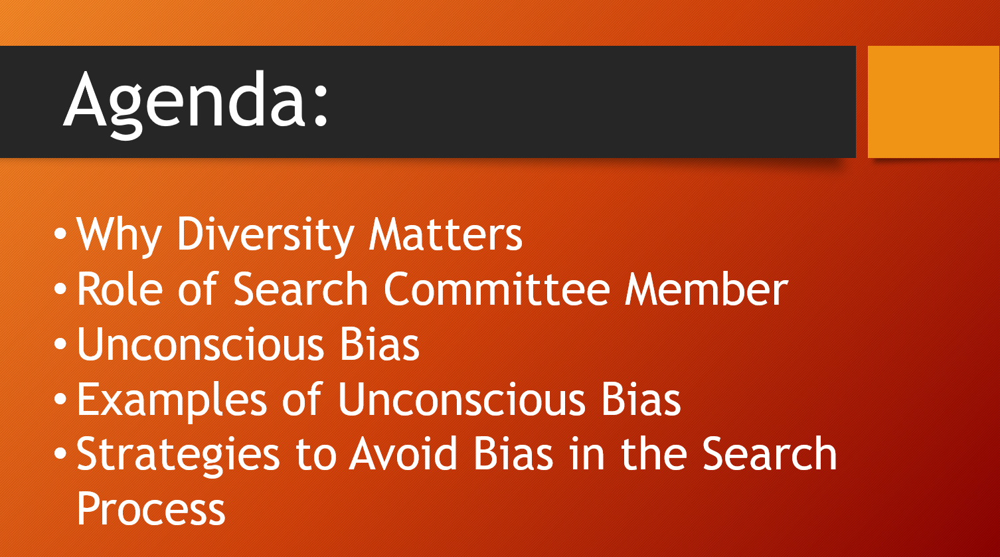 Agenda:
• Why Diversity Matters
• Role of Search Committee Member
• Unconscious Bias
• Examples of Unconscious Bias
• Strategies to Avoid Bias in the Search
Process